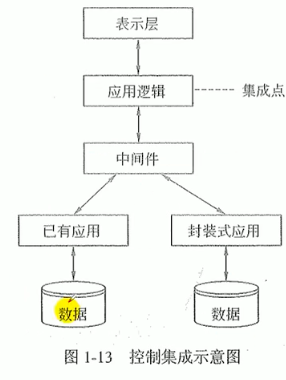 表示层
应用逻辑
集成点
中间件
已有应用
封装式应用
数据
数据
图 1-13 控制集成示意图